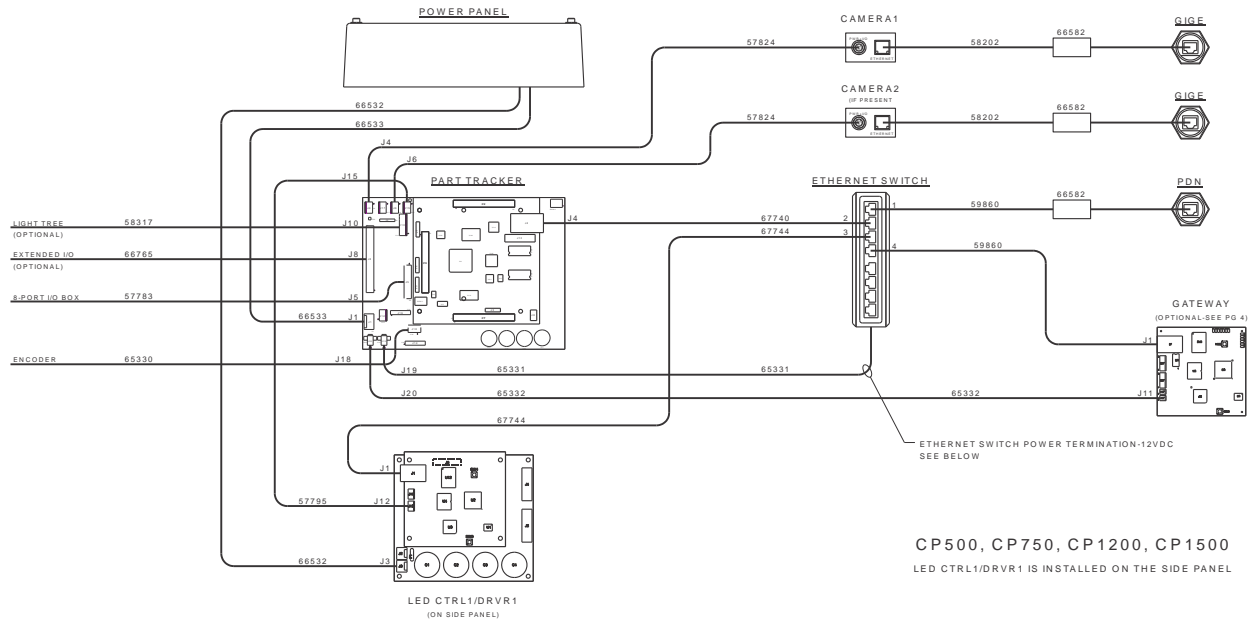 POWER PANEL
CAMERA1
GIGE
57824
58202
66582
PWR I/O
ETHERNET
66532
66533
CAMERA2
(IF PRESENT
GIGE
57824
58202
66582
ETHERNET
J4
J6
J15
PART TRACKER
ETHERNET SWITCH
PDN
66582
59860
LIGHT TREE
58317
J10
(OPTIONAL)
J4
67740
2
1
67744
3
4
59860
EXTENDED I/O
66765
J8
(OPTIONAL)
8-PORT I/O BOX
57783
J5
GATEWAY
(OPTIONAL-SEE PG 4)
66533
J1
J1
ENCODER
65330
J18
J19
65331
65331
J20
65332
65332
J11
67744
ETHERNET SWITCH POWER TERMINATION-12VDC
SEE BELOW
J1
57795
J12
66532
J3
CP500, CP750, CP1200, CP1500
LED CTRL1/DRVR1 IS INSTALLED ON THE SIDE PANEL
LED CTRL1/DRVR1
(ON SIDE PANEL)